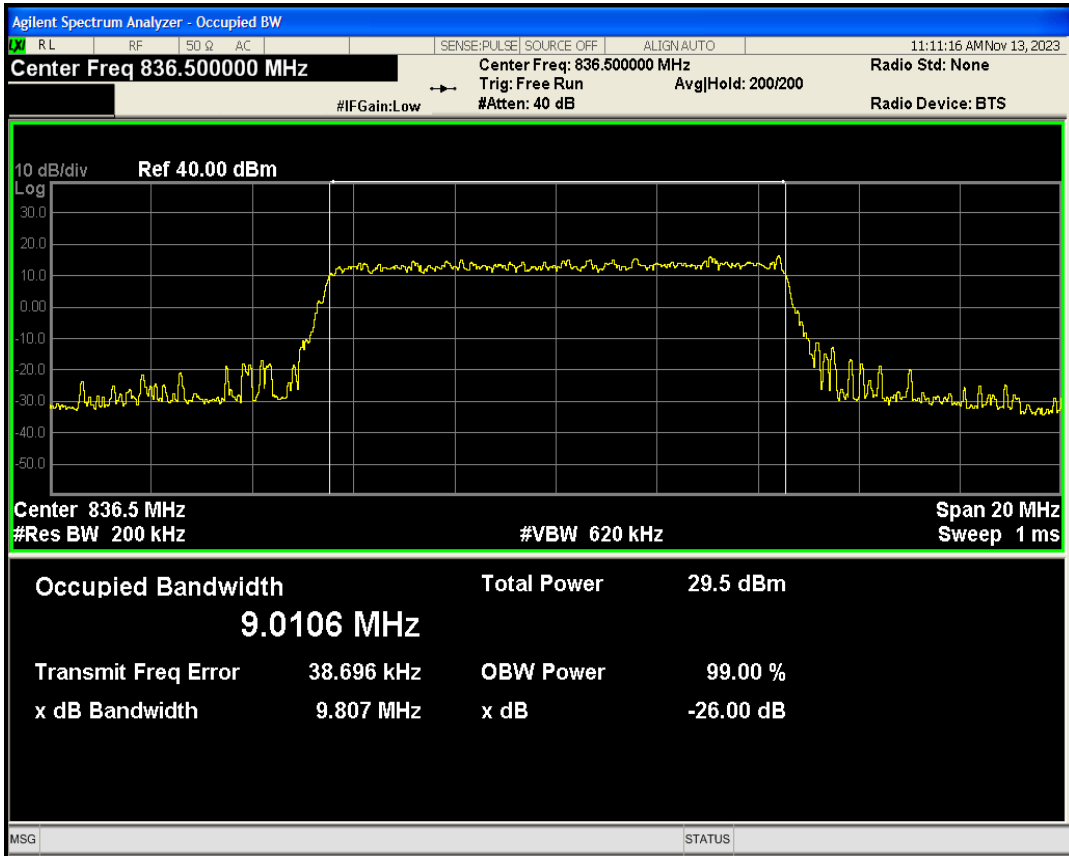 Agilent Spectrum Analyzer - Occupied BW
LXI RL RF 50 Ω AC SENSE:PULSE SOURCE OFF ALIGN AUTO 11:11:16 AM Nov 13, 2023
Center Freq 836.500000 MHz
Center Freq: 836.500000 MHz
Radio Std: None
Trig: Free Run Avg|Hold: 200/200
#IFGain:Low
#Atten: 40 dB
Radio Device: BTS
10 dB/div Ref 40.00 dBm
Log
30.0
20.0
10.0
0.00
-10.0
-20.0
-30.0
-40.0
-50.0
Center 836.5 MHz Span 20 MHz
#Res BW 200 kHz #VBW 620 kHz Sweep 1 ms
Occupied Bandwidth Total Power 29.5 dBm
9.0106 MHz
Transmit Freq Error 38.696 kHz OBW Power 99.00 %
x dB Bandwidth 9.807 MHz x dB -26.00 dB
MSG STATUS